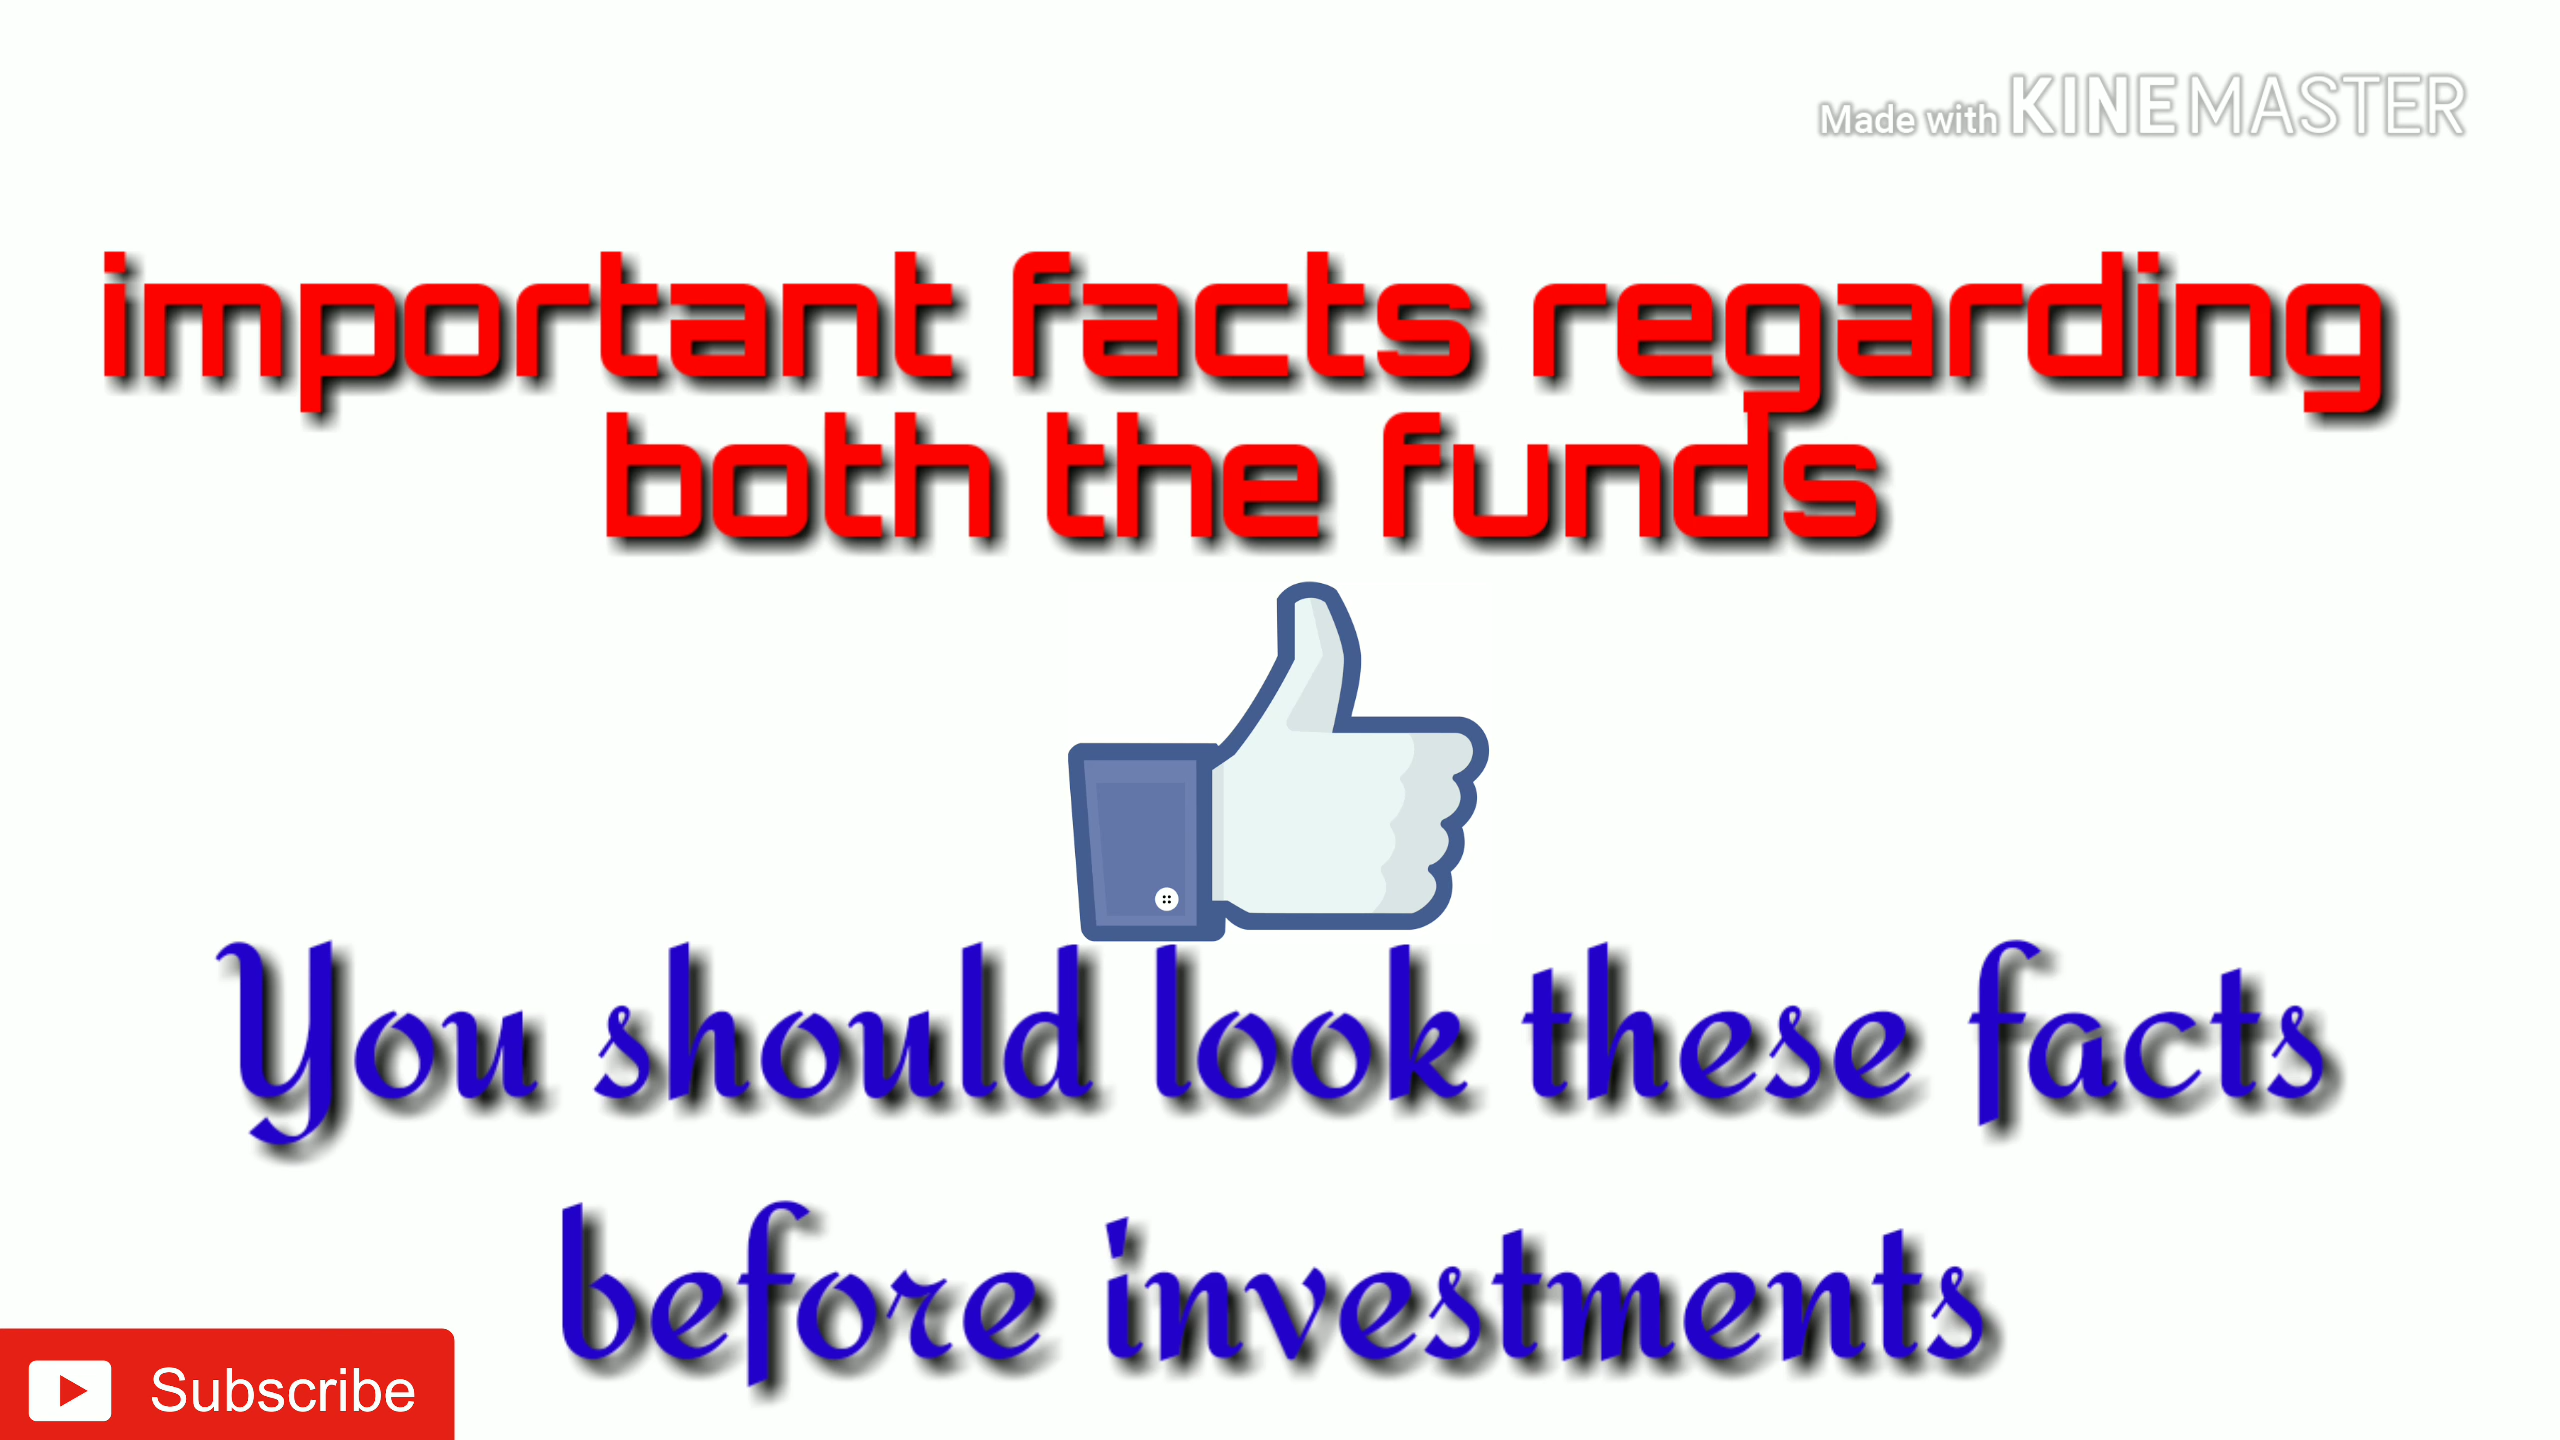 Made with KINEMASTER
important facts regarding
both the funds
You should look these facts
before investments
Subscribe